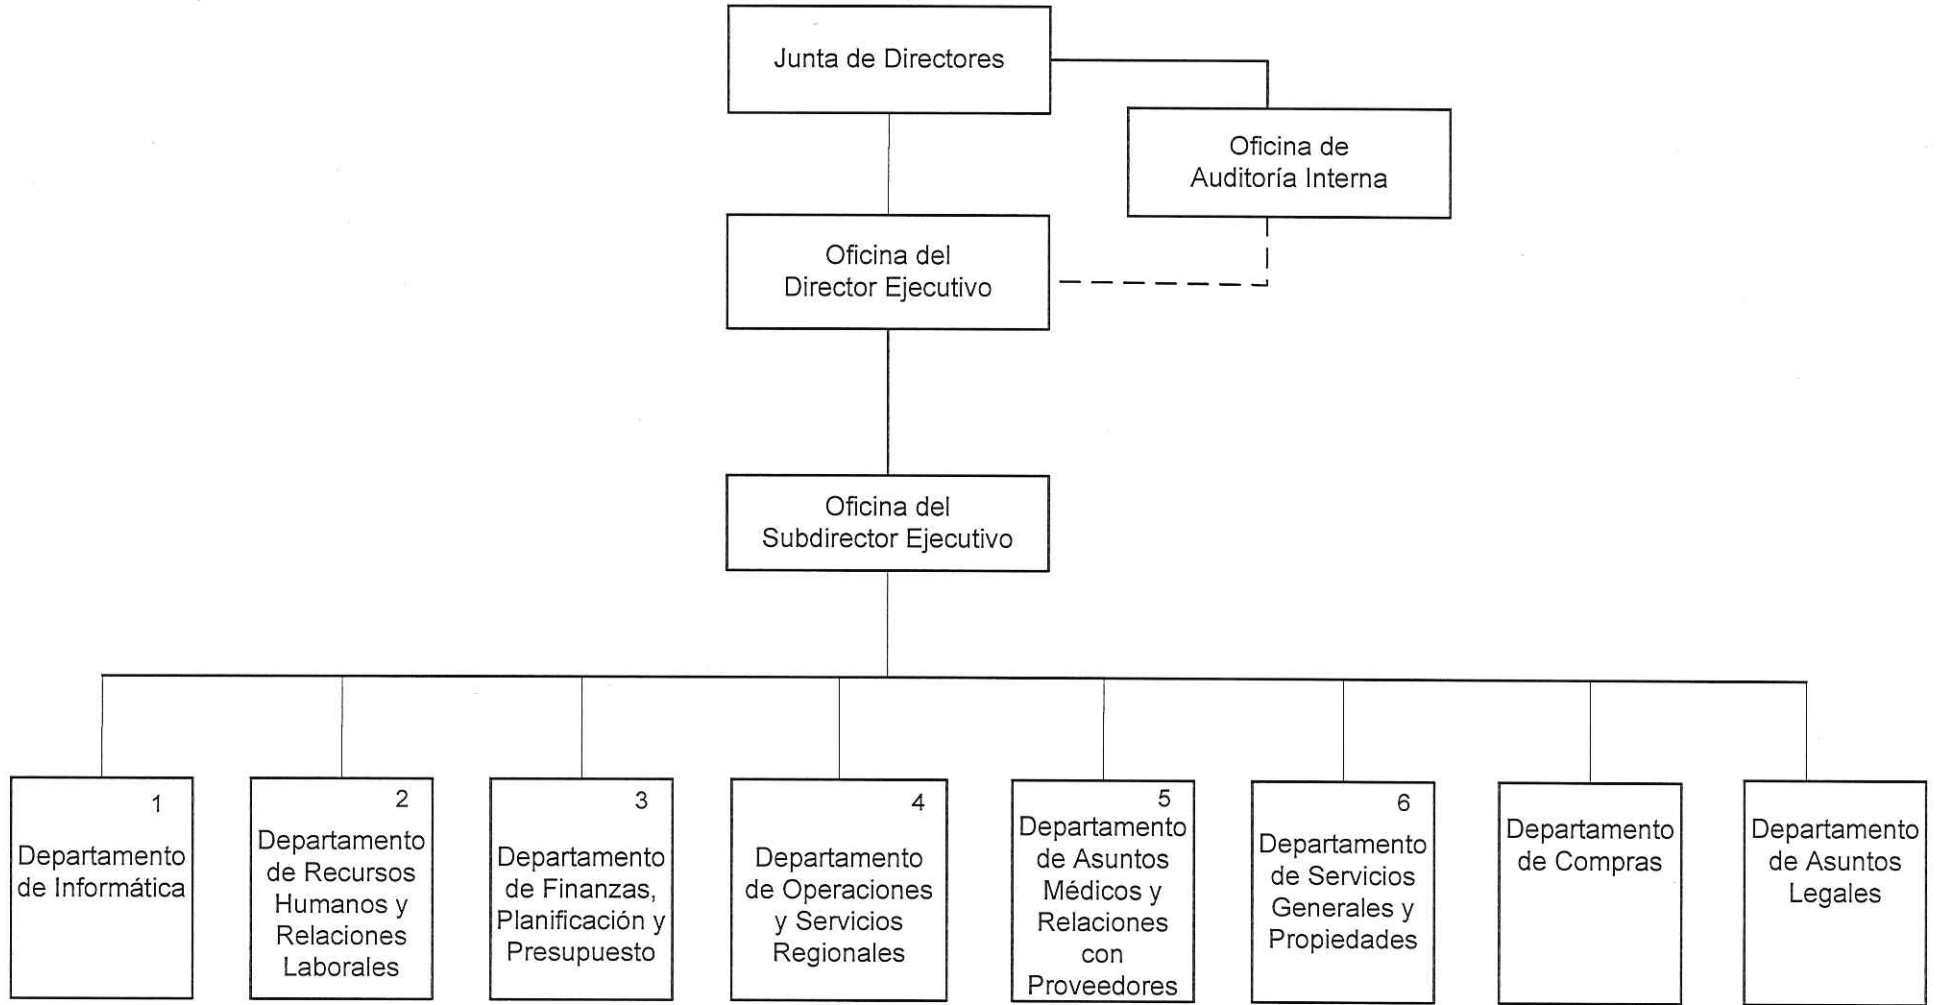 Junta de Directores
Oficina de
Auditoría Interna
Oficina del
Director Ejecutivo
Oficina del
Subdirector Ejecutivo
1
Departamento
de Informática
2
Departamento
de Recursos
Humanos y
Relaciones
Laborales
3
Departamento
de Finanzas,
Planificación y
Presupuesto
4
Departamento
de Operaciones
y Servicios
Regionales
5
Departamento
de Asuntos
Médicos y
Relaciones
con
Proveedores
6
Departamento
de Servicios
Generales y
Propiedades
Departamento
de Compras
Departamento
de Asuntos
Legales